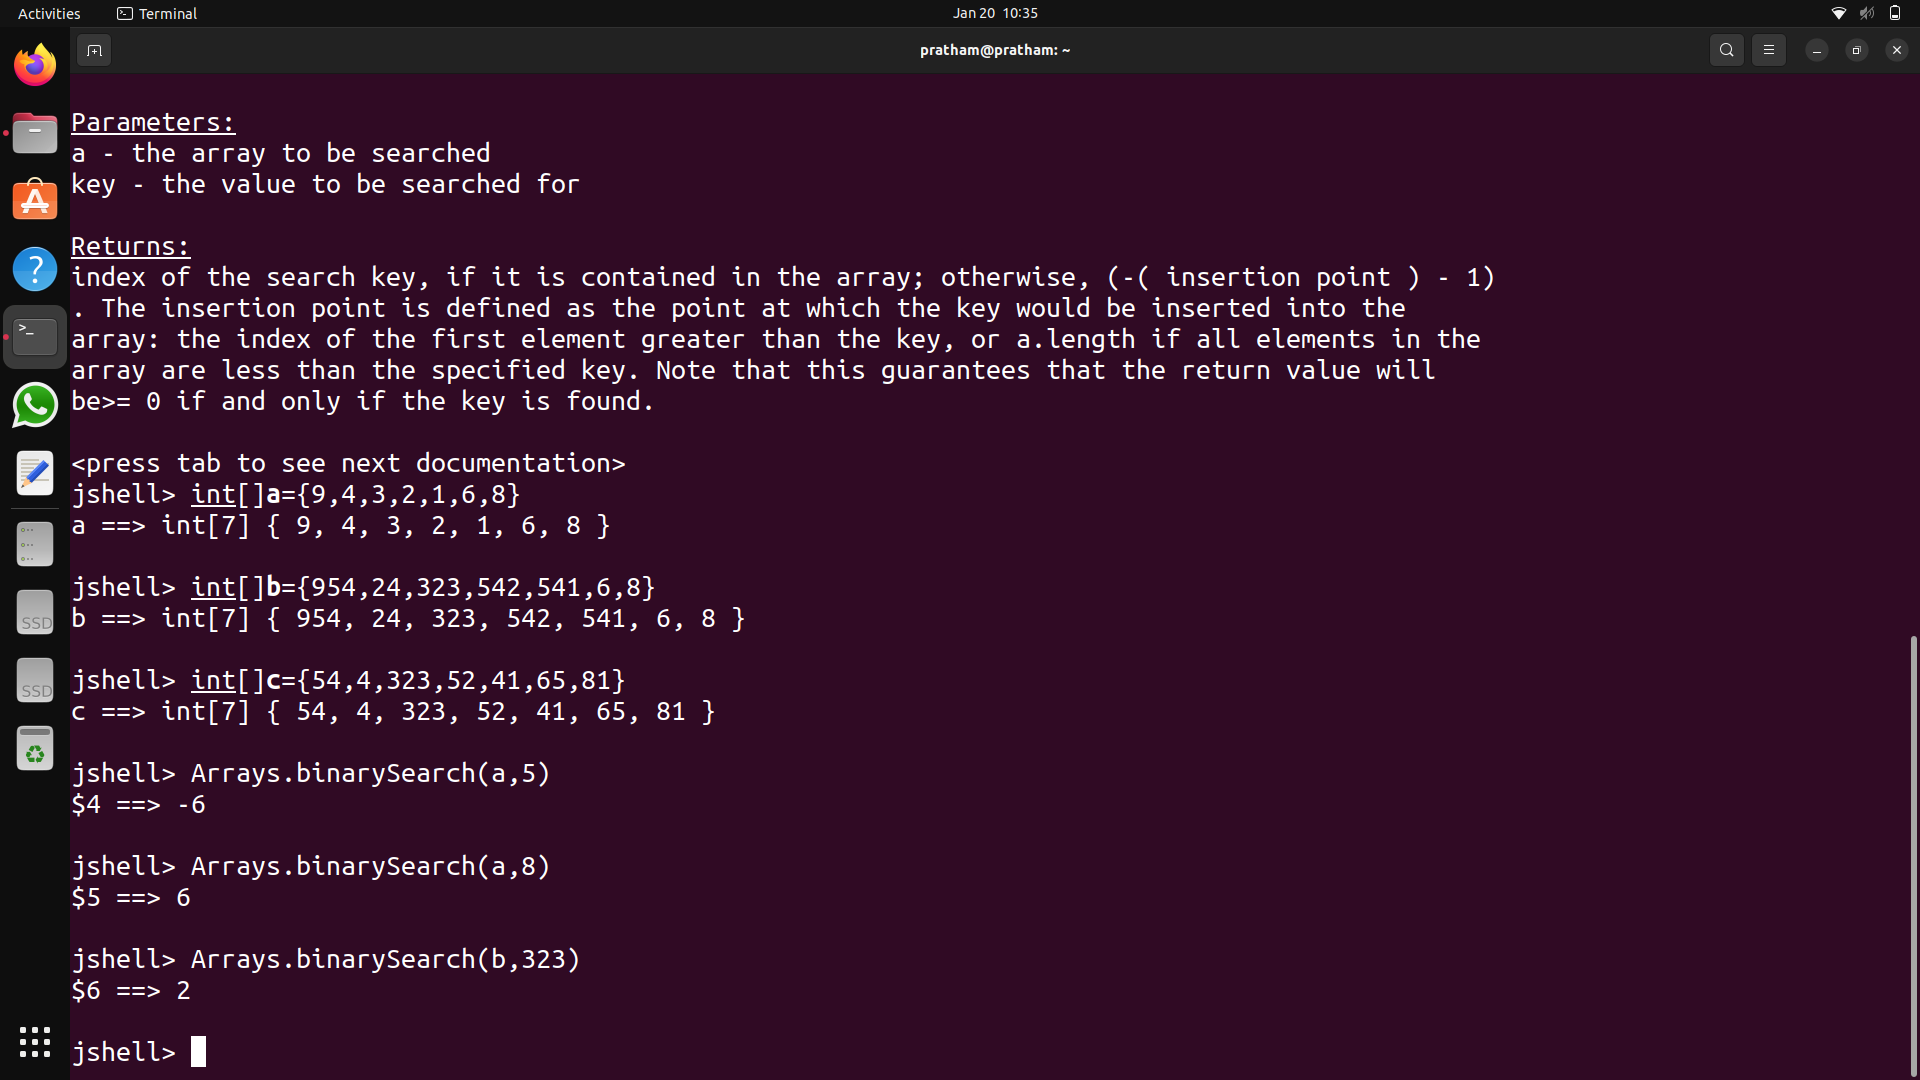 Activities Terminal Jan 20 10:35
pratham@pratham: ~
Parameters:
a - the array to be searched
key - the value to be searched for
Returns:
index of the search key, if it is contained in the array; otherwise, (-( insertion point ) - 1)
. The insertion point is defined as the point at which the key would be inserted into the
array: the index of the first element greater than the key, or a.length if all elements in the
array are less than the specified key. Note that this guarantees that the return value will
be>= 0 if and only if the key is found.
<press tab to see next documentation>
jshell> int[]a={9,4,3,2,1,6,8}
a ==> int[7] { 9, 4, 3, 2, 1, 6, 8 }
jshell> int[]b={954,24,323,542,541,6,8}
b ==> int[7] { 954, 24, 323, 542, 541, 6, 8 }
jshell> int[]c={54,4,323,52,41,65,81}
c ==> int[7] { 54, 4, 323, 52, 41, 65, 81 }
jshell> Arrays.binarySearch(a,5)
$4 ==> -6
jshell> Arrays.binarySearch(a,8)
$5 ==> 6
jshell> Arrays.binarySearch(b,323)
$6 ==> 2
jshell>
SSD
SSD